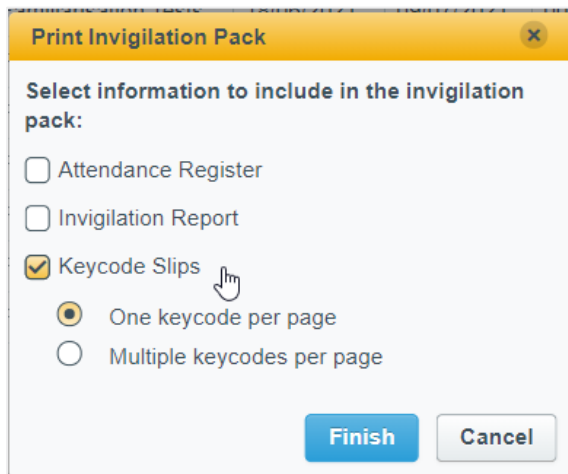 Print Invigilation Pack
Select information to include in the invigilation
pack:
Attendance Register
Invigilation Report
Keycode Slips
One keycode per page
Multiple keycodes per page
Finish
Cancel